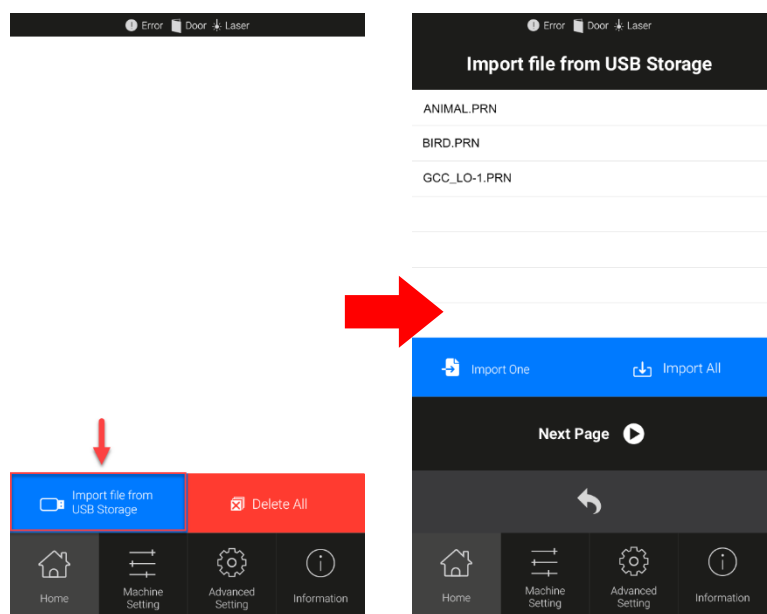 Error Door Laser
Import file from
USB Storage
Delete All
Home
Machine
Setting
Advanced
Setting
Information
Error Door Laser
Import file from USB Storage
ANIMAL.PRN
BIRD.PRN
GCC_LO-1.PRN
Import One
Import All
Next Page
Home
Machine
Setting
Advanced
Setting
Information